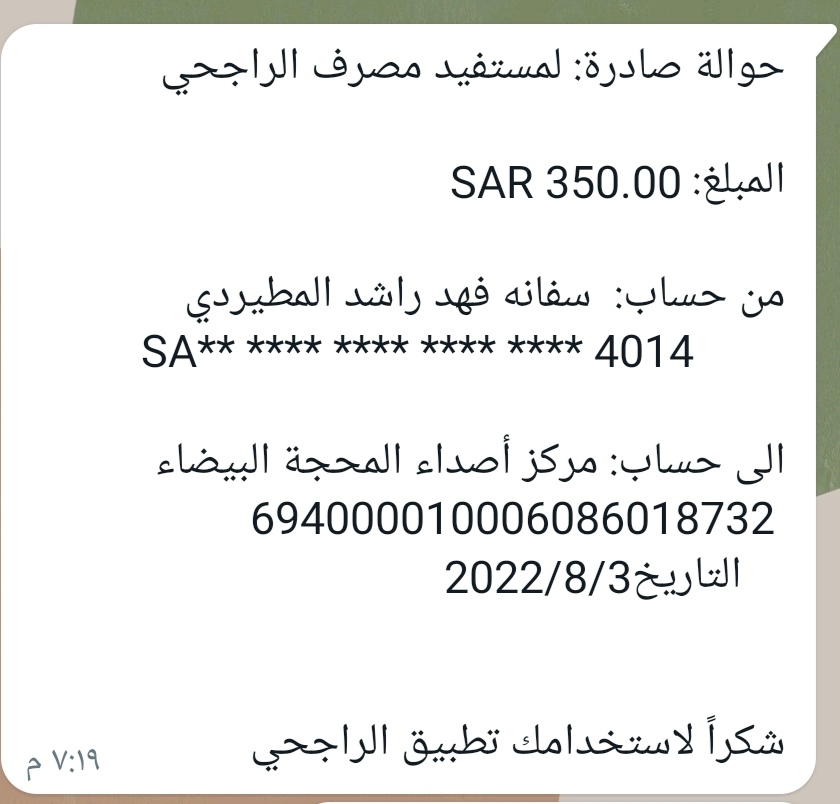 حوالة صادرة: لمستفيد مصرف الراجحي
المبلغ: SAR 350.00
من حساب: سفانه فهد راشد المطيردي
SA** **** **** **** **** 4014
الى حساب: مركز أصداء المحجة البيضاء
694000010006086018732
التاريخ2022/8/3
شكراً لاستخدامك تطبيق الراجحي
٧:١٩ م